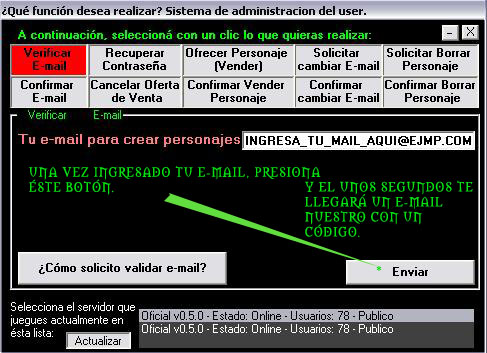 ¿Qué función desea realizar? Sistema de administracion del user.
A continuación, seleccioná con un clic lo que quieras realizar:
Verificar E-mail
Recuperar Contraseña
Ofrecer Personaje (Vender)
Solicitar cambiar E-mail
Solicitar Borrar Personaje
Confirmar E-mail
Cancelar Oferta de Venta
Confirmar Vender Personaje
Confirmar cambiar E-mail
Confirmar Borrar Personaje
Verificar E-mail
Tu e-mail para crear personajes INGRESA_TU_MAIL_AQUI@EJMP.COM
UNA VEZ INGRESADO TU E-MAIL, PRESIONA
ÉSTE BOTÓN.
Y EL UNOS SEGUNDOS TE
LLEGARÁ UN E-MAIL
NUESTRO CON UN
CÓDIGO.
¿Cómo solicito validar e-mail?
Enviar
Selecciona el servidor que
juegues actualmente en
ésta lista:
Actualizar
Oficial v0.5.0 - Estado: Online - Usuarios: 78 - Publico
Oficial v0.5.0 - Estado: Online - Usuarios: 78 - Publico